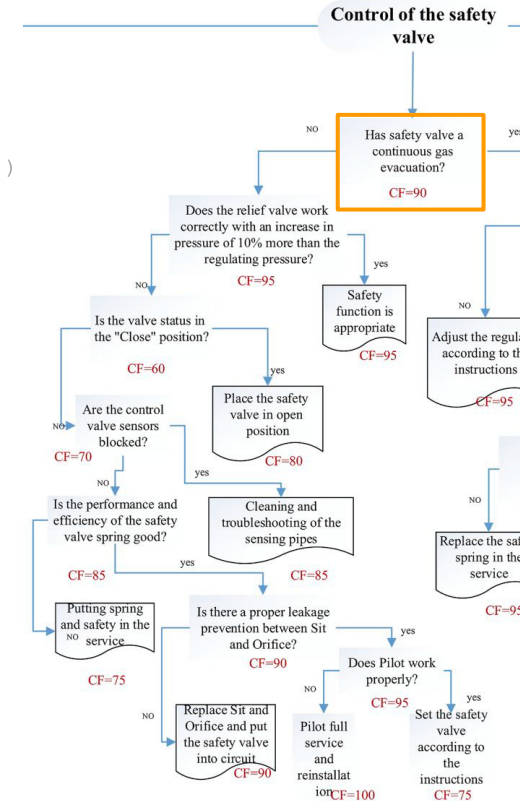 Control of the safety
valve
NO
yes
Has safety valve a
continuous gas
evacuation?
CF=90
)
Does the relief valve work
correctly with an increase in
pressure of 10% more than the
regulating pressure?
CF=95
NO
yes
NO
Safety
function is
appropriate
CF=95
Is the valve status in
the "Close" position?
CF=60
Adjust the
according to
instructions
CF=95
NO
yes
Place the safety
valve in open
position
CF=80
Are the control
valve sensors
blocked?
CF=70
NO
yes
NO
Is the performance and
efficiency of the safety
valve spring good?
CF=85
Cleaning and
troubleshooting of the
sensing pipes
CF=85
Replace the
spring in the
service
CF=95
yes
NO
Putting spring
and safety in the
service
CF=75
Is there a proper leakage
prevention between Sit
and Orifice?
CF=90
yes
NO
Does Pilot work
properly?
CF=95
NO
yes
Replace Sit and
Orifice and put
the safety valve
into circuit
CF=90
Pilot full
service
and
reinstallat
ion
CF=100
Set the safety
valve
according to
the
instructions
CF=75